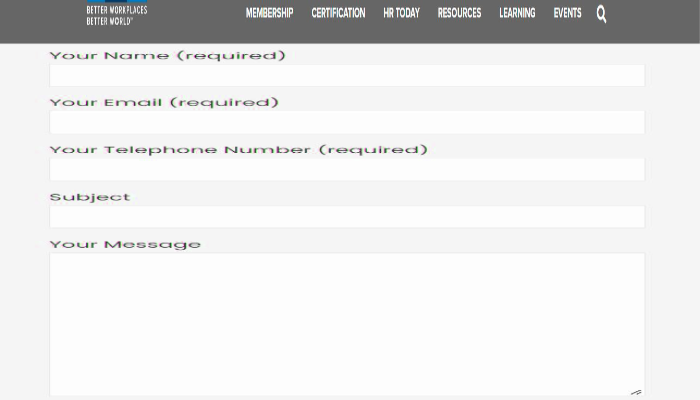 BETTER WORKPLACES
BETTER WORLD™
MEMBERSHIP CERTIFICATION HR TODAY RESOURCES LEARNING EVENTS
Your Name (required)
Your Email (required)
Your Telephone Number (required)
Subject
Your Message